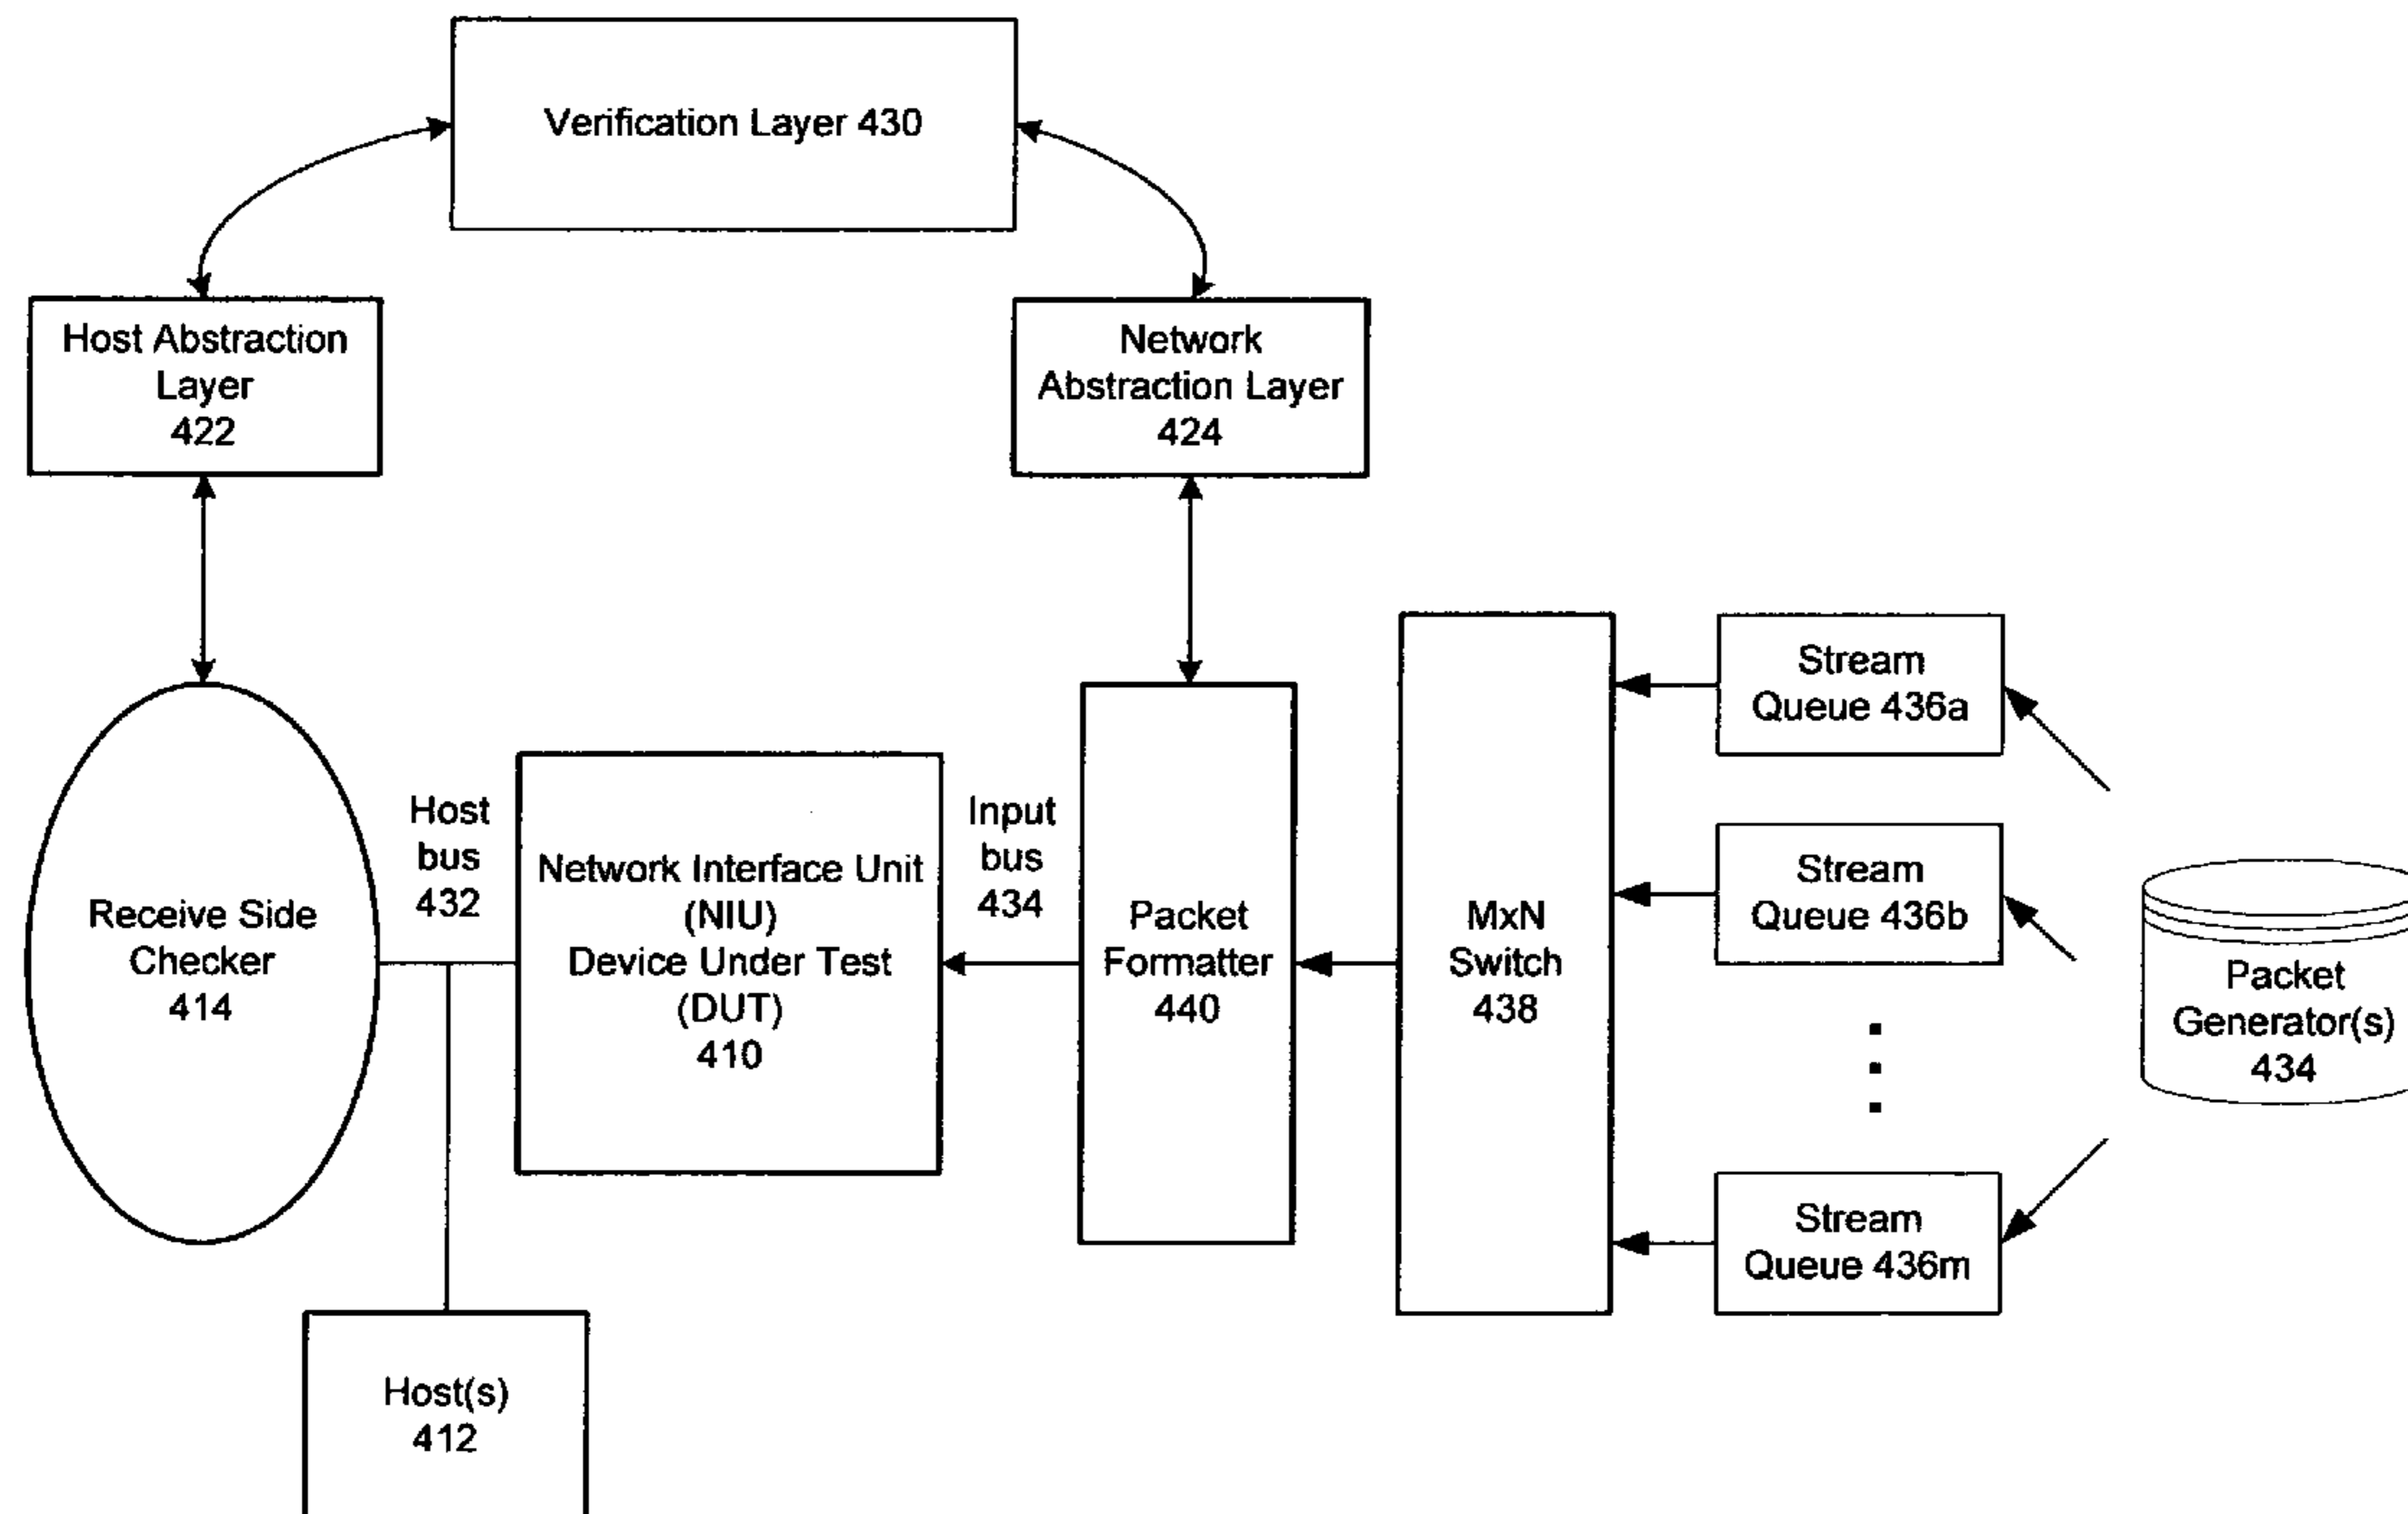 Verification Layer 430
Host Abstraction
Layer
422
Network
Abstraction Layer
424
Receive Side
Checker
414
Host
bus
432
Network Interface Unit
(NIU)
Device Under Test
(DUT)
410
Input
bus
434
Packet
Formatter
440
MxN
Switch
438
Stream
Queue 436a
Stream
Queue 436b
Stream
Queue 436m
Packet
Generator(s)
434
Host(s)
412